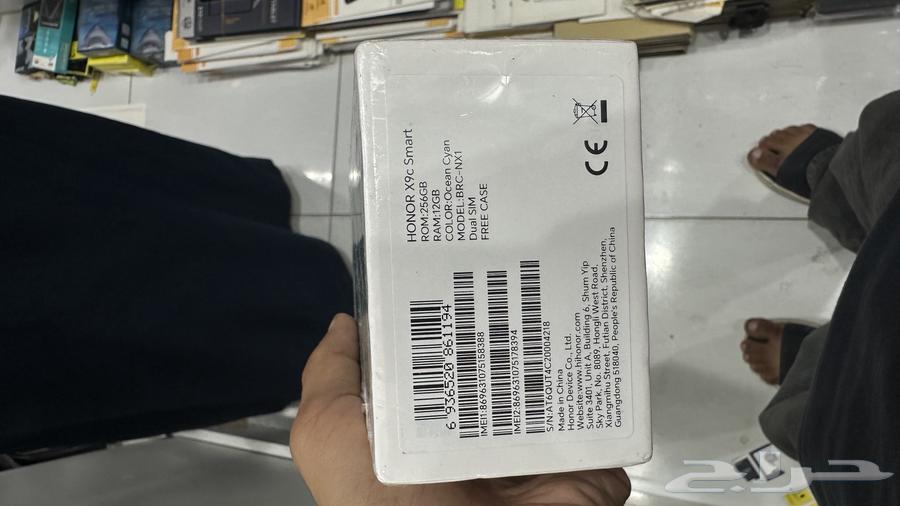 HONOR X9c Smart
ROM:256GB
RAM:12GB
COLOR:Ocean Cyan
MODEL:BRC-NX1
Dual SIM
FREE CASE
CE
6 936520 861194
IMEI1:869631075158388
IMEI2:869631075178394
S/N:AT6QUT4C20004218
Made in China
Honor Device Co., Ltd.
Website:www.hihonor.com
Suite 3401, Unit A, Building 6, Shum Yip
Sky Park, No. 8089, Hongli West Road,
Xiangmihu Street, Futian District, Shenzhen,
Guangdong 518040, People's Republic of China
حراج